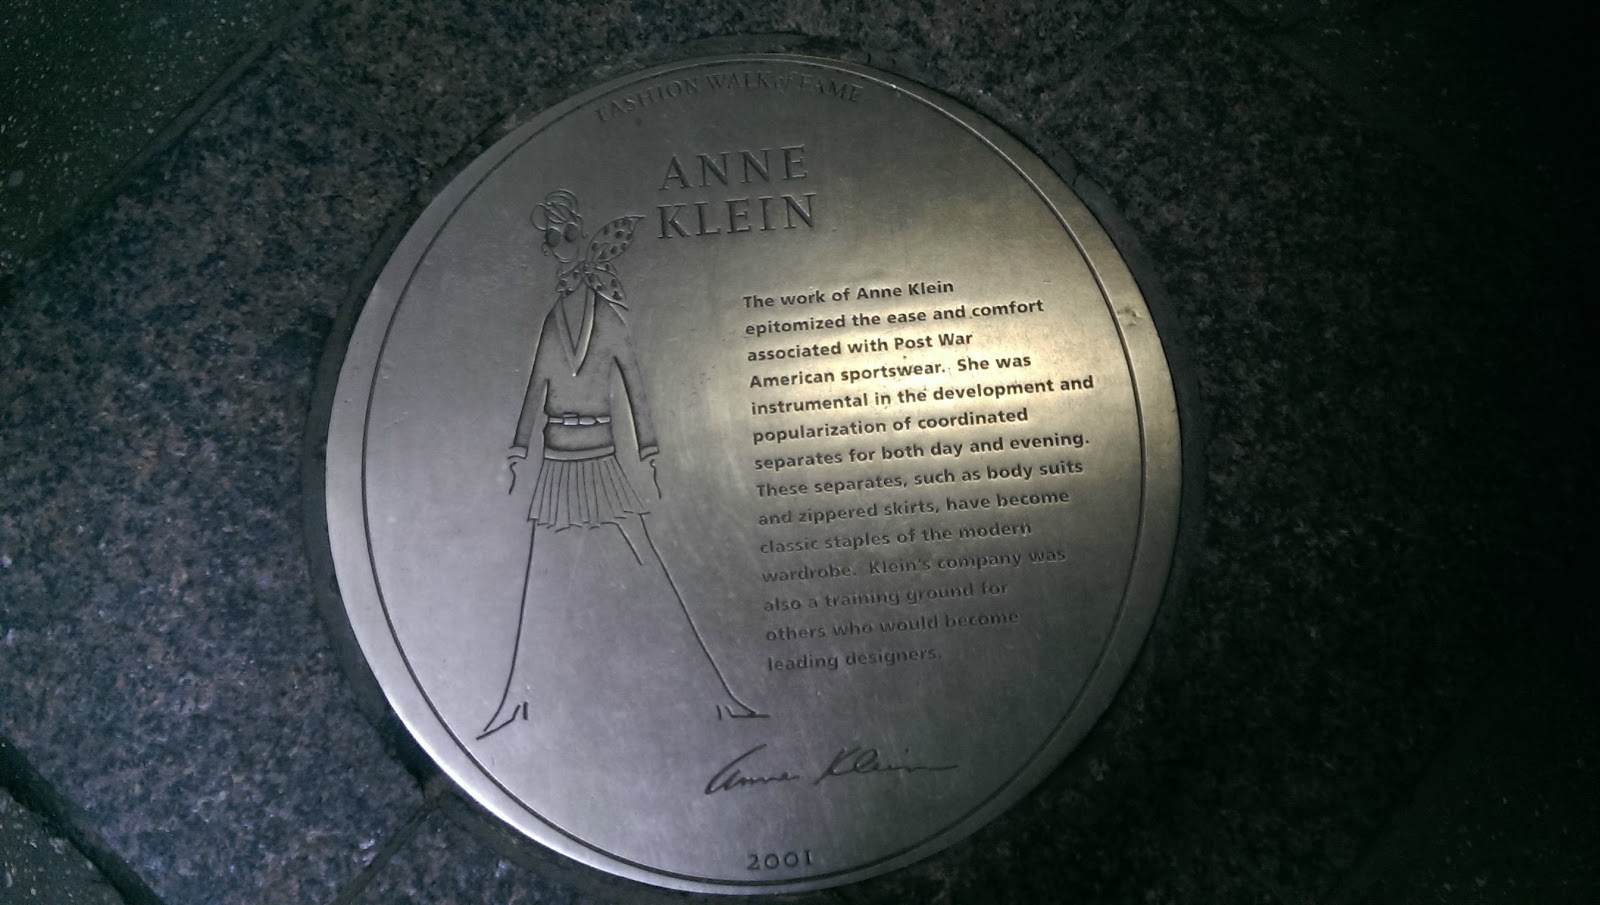 FASHION WALK of FAME
ANNE
KLEIN
The work of Anne Klein
epitomized the ease and comfort
associated with Post War
American sportswear. She was
instrumental in the development and
popularization of coordinated
separates for both day and evening.
These separates, such as body suits
and zippered skirts, have become
classic staples of the modern
wardrobe. Klein's company was
also a training ground for
others who would become
leading designers.
Anne Klein
2001